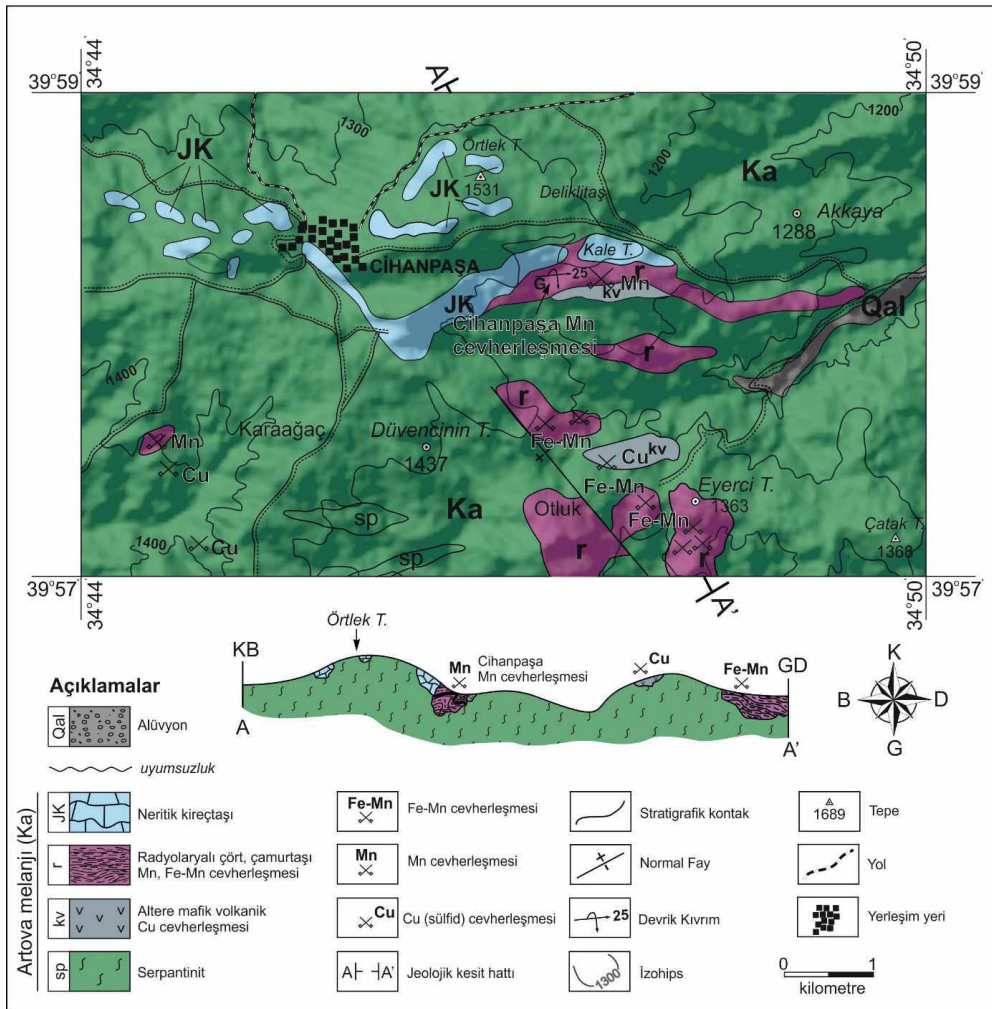 34°44'
34°50'
39°59'
39°59'
A
1300
1200
1200
JK
Örtlek T.
JK
1531
Deliklitaş
Ka
Akkaya
1288
CİHANPAŞA
Kale T.
r
G
25
Mn
kv
JK
Qal
Cihanpaşa Mn
cevherleşmesi
r
1400
r
Karaağaç
Düvencinin T.
1437
Mn
Cu
Fe-Mn
Cu
kv
Fe-Mn
Eyerci T.
1363
Ka
Otluk
Fe-Mn
sp
Çatak T.
1368
1400
Cu
sp
r
r
39°57'
39°57'
34°44'
34°50'
A'
Örtlek T.
KB
GD
Mn
Cihanpaşa
Mn cevherleşmesi
Cu
Fe-Mn
A
A'
K
B
D
G
Açıklamalar
Qal
Alüvyon
uyumsuzluk
Artova melanjı (Ka)
JK
Neritik kireçtaşı
r
Radyolaryalı çört, çamurtaşı
Mn, Fe-Mn cevherleşmesi
kv
Altere mafik volkanik
Cu cevherleşmesi
sp
Serpantinit
Fe-Mn
Fe-Mn cevherleşmesi
Mn
Mn cevherleşmesi
Cu
Cu (sülfid) cevherleşmesi
A
A'
Jeolojik kesit hattı
Stratigrafik kontak
Normal Fay
25
Devrik Kıvrım
1300
İzohips
1689
Tepe
Yol
Yerleşim yeri
0
1
kilometre